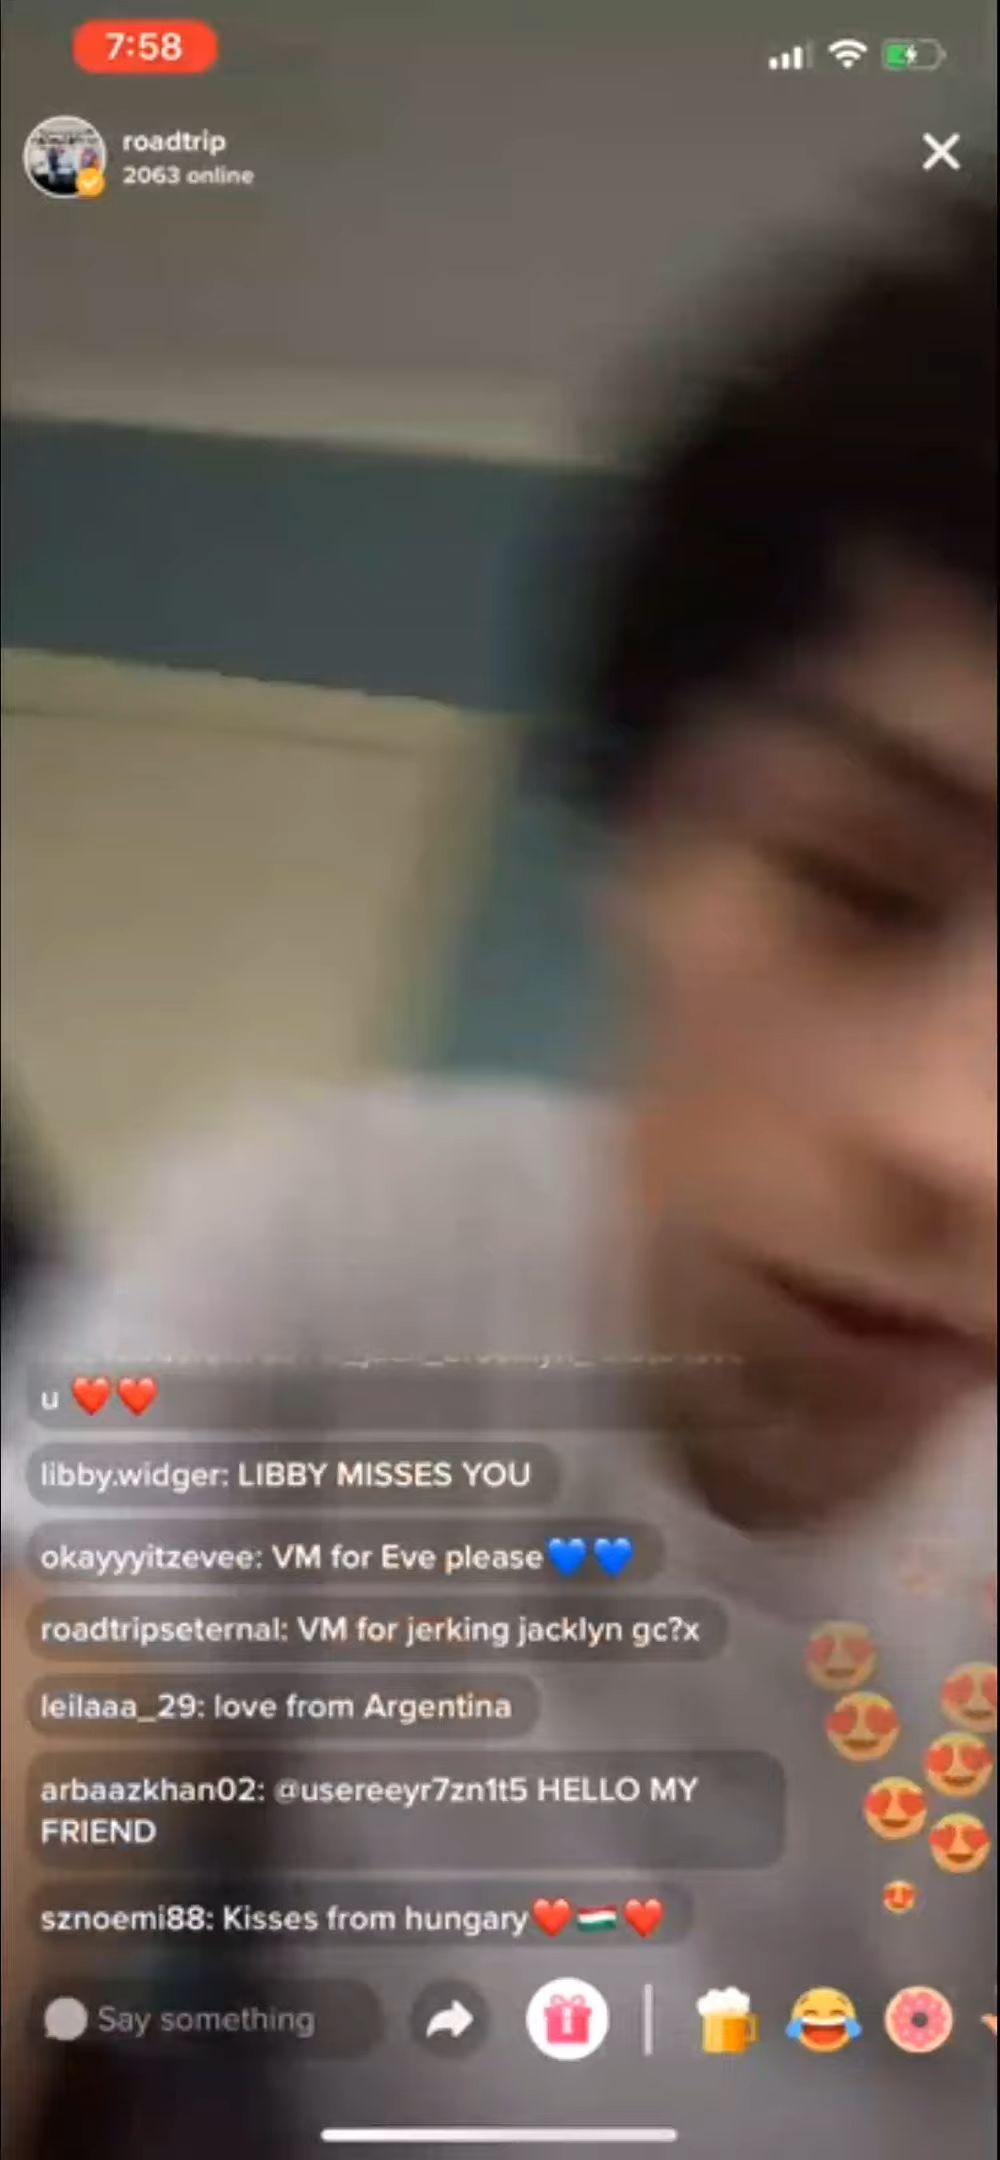 7:58
roadtrip
2063 online
u ❤️❤️
libby.widger: LIBBY MISSES YOU
okayyyitzevee: VM for Eve please💙💙
roadtripseternal: VM for jerking jacklyn gc?x
leilaaa_29: love from Argentina
arbaazkhan02: @usereeyr7zn1t5 HELLO MY
FRIEND
sznoemi88: Kisses from hungary❤️🇭🇺❤️
Say something